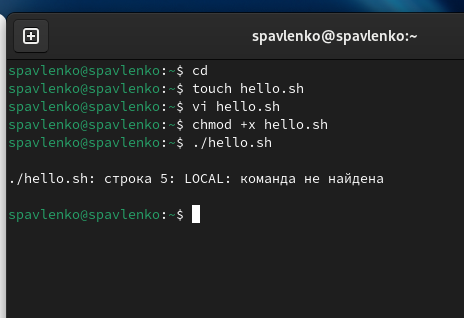 spavlenko@spavlenko:~
spavlenko@spavlenko:~$ cd
spavlenko@spavlenko:~$ touch hello.sh
spavlenko@spavlenko:~$ vi hello.sh
spavlenko@spavlenko:~$ chmod +x hello.sh
spavlenko@spavlenko:~$ ./hello.sh
./hello.sh: строка 5: LOCAL: команда не найдена
spavlenko@spavlenko:~$